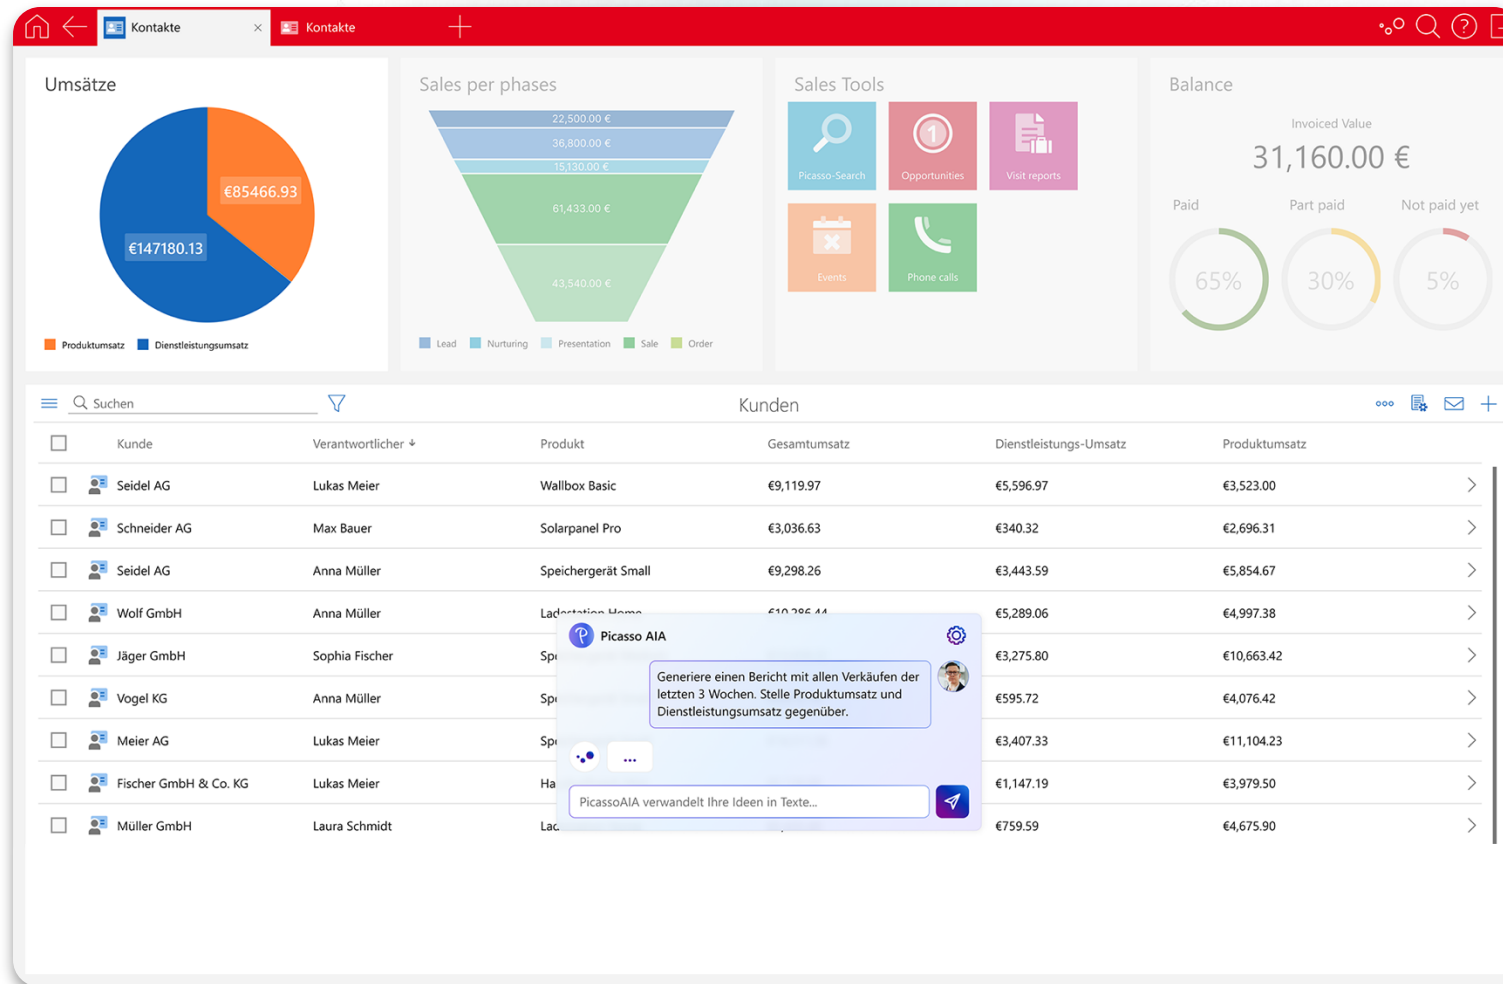 Kontakte
Kontakte
Umsätze
€85466.93
€147180.13
Produktumsatz Dienstleistungsumsatz
Sales per phases
22,500.00 €
36,800.00 €
15,130.00 €
61,433.00 €
43,540.00 €
Lead Nurturing Presentation Sale Order
Sales Tools
Picasso-Search
1
Opportunities
Visit reports
Events
Phone calls
Balance
Invoiced Value
31,160.00 €
Paid Part paid Not paid yet
65% 30% 5%
Suchen
Kunden
Kunde Verantwortlicher Produkt Gesamtumsatz Dienstleistungs-Umsatz Produktumsatz
Seidel AG Lukas Meier Wallbox Basic €9,119.97 €5,596.97 €3,523.00
Schneider AG Max Bauer Solarpanel Pro €3,036.63 €340.32 €2,696.31
Seidel AG Anna Müller Speichergerät Small €9,298.26 €3,443.59 €5,854.67
Wolf GmbH Anna Müller Ladestation Home €10,286.44 €5,289.06 €4,997.38
Jäger GmbH Sophia Fischer €3,275.80 €10,663.42
Vogel KG Anna Müller €595.72 €4,076.42
Meier AG Lukas Meier €3,407.33 €11,104.23
Fischer GmbH & Co. KG Lukas Meier €1,147.19 €3,979.50
Müller GmbH Laura Schmidt €759.59 €4,675.90
Picasso AIA
Generiere einen Bericht mit allen Verkäufen der
letzten 3 Wochen. Stelle Produktumsatz und
Dienstleistungsumsatz gegenüber.
...
PicassoAIA verwandelt Ihre Ideen in Texte...